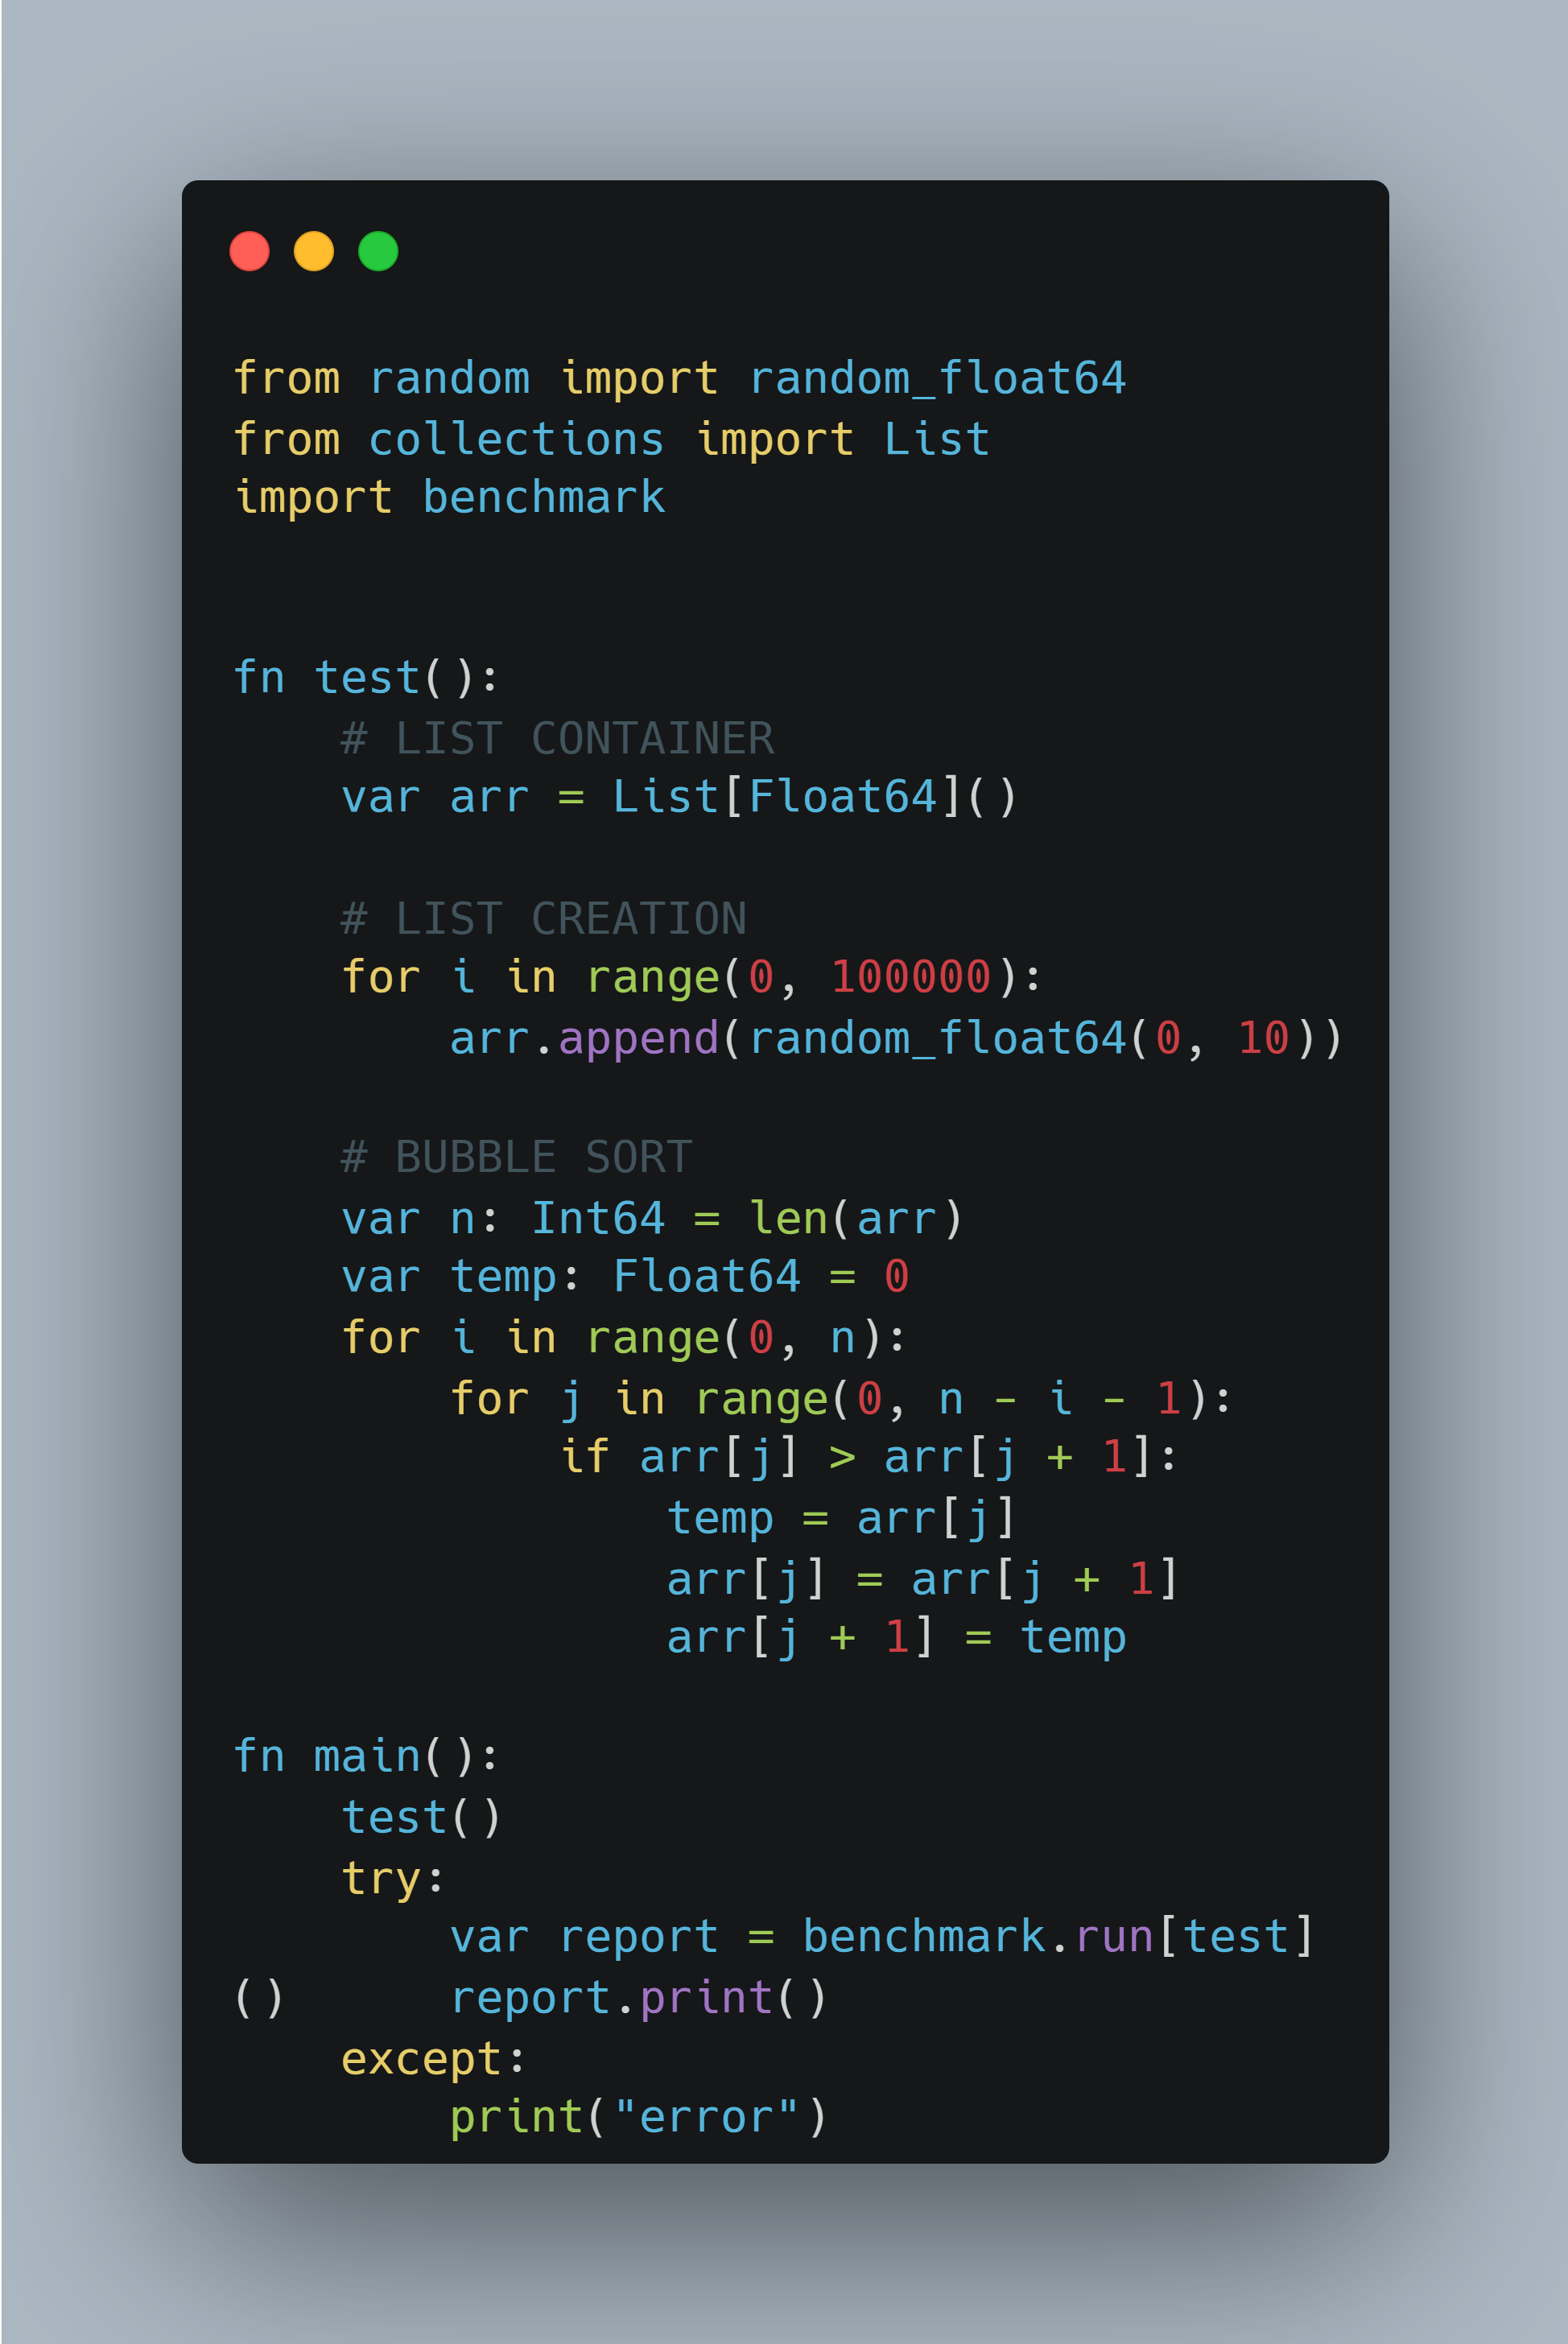 from random import random_float64
from collections import List
import benchmark

fn test():
    # LIST CONTAINER
    var arr = List[Float64]()

    # LIST CREATION
    for i in range(0, 100000):
        arr.append(random_float64(0, 10))

    # BUBBLE SORT
    var n: Int64 = len(arr)
    var temp: Float64 = 0
    for i in range(0, n):
        for j in range(0, n - i - 1):
            if arr[j] > arr[j + 1]:
                temp = arr[j]
                arr[j] = arr[j + 1]
                arr[j + 1] = temp

fn main():
    test()
    try:
        var report = benchmark.run[test]
()      report.print()
    except:
        print("error")